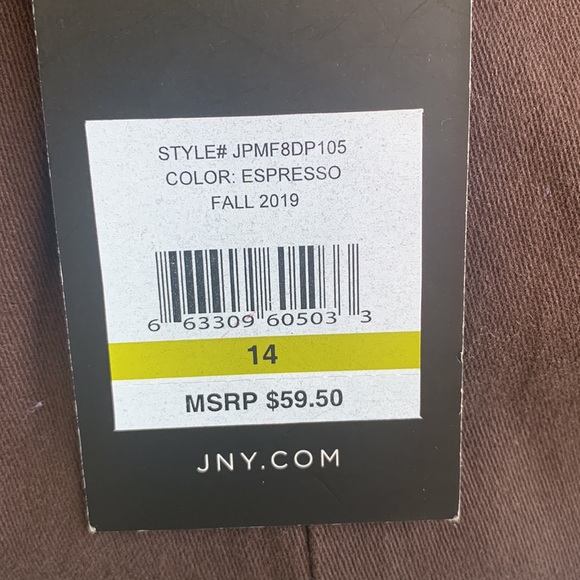 STYLE# JPMF8DP105
COLOR: ESPRESSO
FALL 2019
6 63309 60503 3
14
MSRP $59.50
JNY.COM